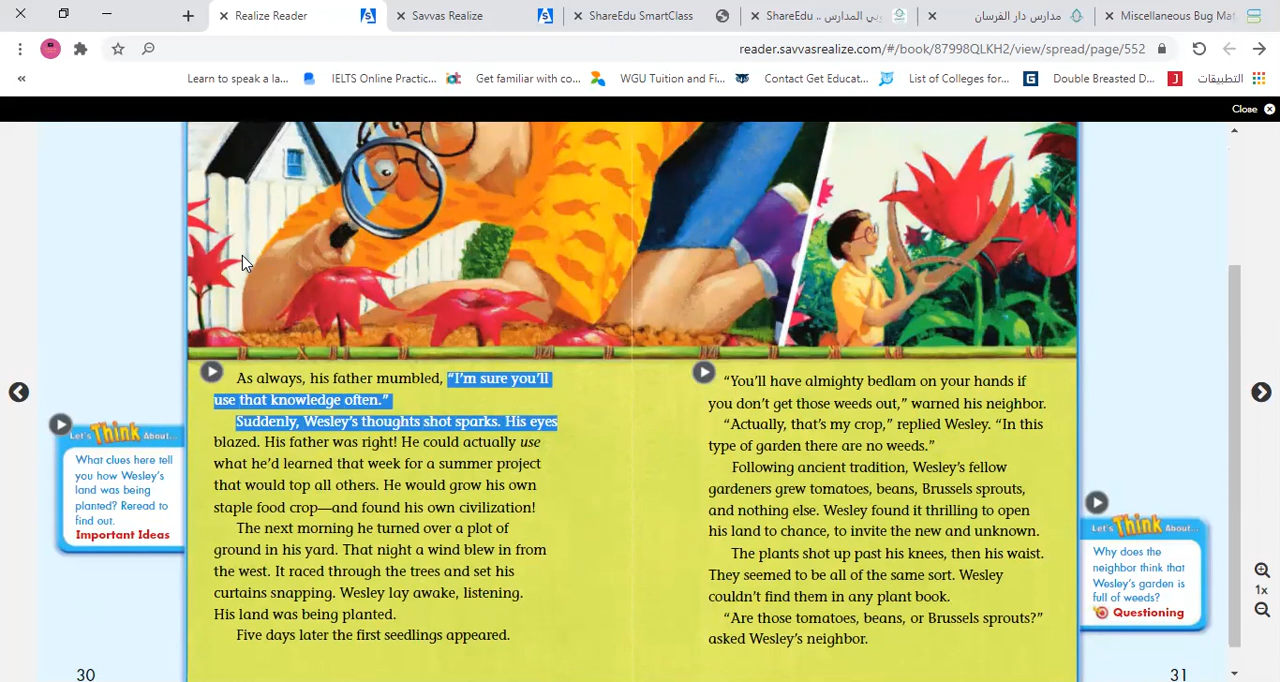 Realize Reader
Savvas Realize
ShareEdu SmartClass
ShareEdu .. بي المدارس
مدارس دار الفرسان
Miscellaneous Bug Mat
reader.savvasrealize.com/#/book/87998QLKH2/view/spread/page/552
Learn to speak a la...
IELTS Online Practic...
Get familiar with co...
WGU Tuition and Fi...
Contact Get Educat...
List of Colleges for...
Double Breasted D...
التطبيقات
Close
As always, his father mumbled, “I’m sure you’ll
use that knowledge often.”
Suddenly, Wesley’s thoughts shot sparks. His eyes
blazed. His father was right! He could actually use
what he’d learned that week for a summer project
that would top all others. He would grow his own
staple food crop—and found his own civilization!
The next morning he turned over a plot of
ground in his yard. That night a wind blew in from
the west. It raced through the trees and set his
curtains snapping. Wesley lay awake, listening.
His land was being planted.
Five days later the first seedlings appeared.
Let’s Think About...
What clues here tell
you how Wesley’s
land was being
planted? Reread to
find out.
Important Ideas
30
“You’ll have almighty bedlam on your hands if
you don’t get those weeds out,” warned his neighbor.
“Actually, that’s my crop,” replied Wesley. “In this
type of garden there are no weeds.”
Following ancient tradition, Wesley’s fellow
gardeners grew tomatoes, beans, Brussels sprouts,
and nothing else. Wesley found it thrilling to open
his land to chance, to invite the new and unknown.
The plants shot up past his knees, then his waist.
They seemed to be all of the same sort. Wesley
couldn’t find them in any plant book.
“Are those tomatoes, beans, or Brussels sprouts?”
asked Wesley’s neighbor.
Let’s Think About...
Why does the
neighbor think that
Wesley’s garden is
full of weeds?
Questioning
31
1x